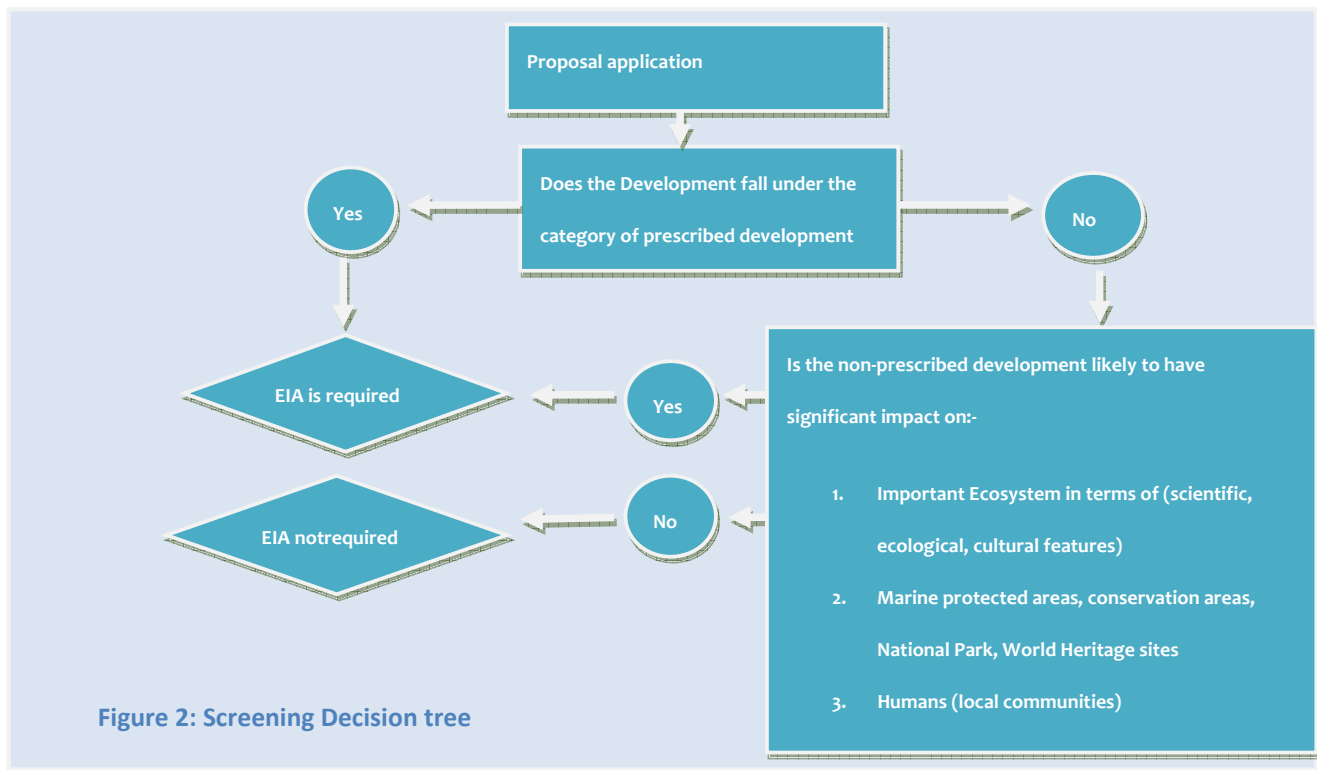 Proposal application
Does the Development fall under the
category of prescribed development
Yes
No
Is the non-prescribed development likely to have
significant impact on:-
1. Important Ecosystem in terms of (scientific,
ecological, cultural features)
2. Marine protected areas, conservation areas,
National Park, World Heritage sites
3. Humans (local communities)
EIA is required
Yes
EIA notrequired
No
Figure 2: Screening Decision tree